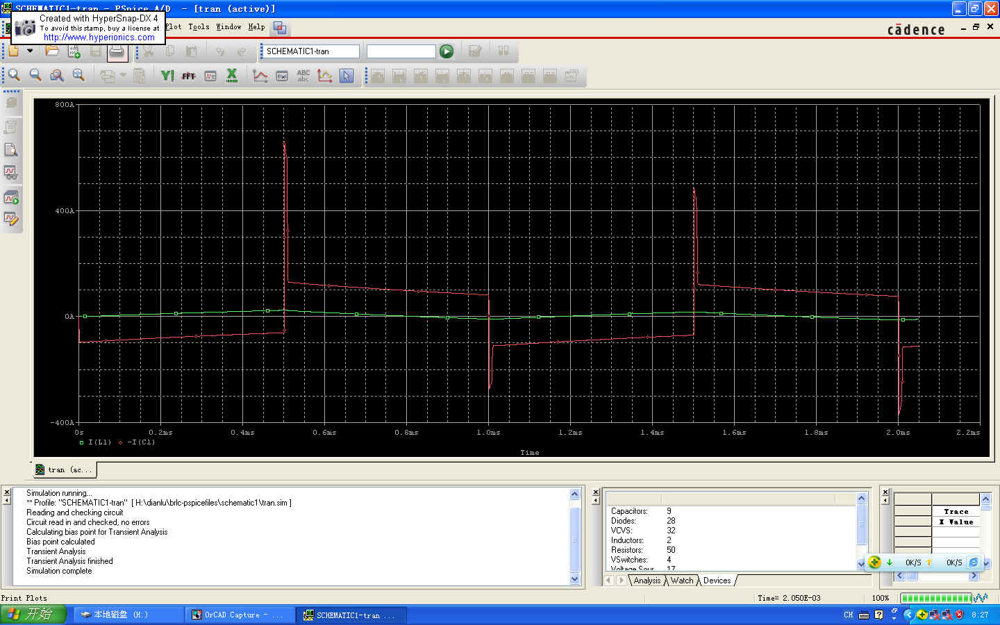 SCHEMATIC1-tran - PSpice A/D - [tran (active)]
Created with HyperSnap-DX 4
To avoid this stamp, buy a license at
http://www.hyperionics.com
Plot Tools Window Help
cādence
SCHEMATIC1-tran
FFT
f(x)
ABC
abc
800A
400A
0A
-400A
0s 0.2ms 0.4ms 0.6ms 0.8ms 1.0ms 1.2ms 1.4ms 1.6ms 1.8ms 2.0ms 2.2ms
I(L1) -I(C1)
Time
tran (ac...
Simulation running...
** Profile: "SCHEMATIC1-tran" [ H:\dianlu\brlc-pspicefiles\schematic1\tran.sim ]
Reading and checking circuit
Circuit read in and checked, no errors
Calculating bias point for Transient Analysis
Bias point calculated
Transient Analysis
Transient Analysis finished
Simulation complete
Capacitors: 9
Diodes: 28
VCVS: 32
Inductors: 2
Resistors: 50
VSwitches: 4
Voltage Sour 17
Analysis Watch Devices
Trace
X Value
0K/S 0K/S
Print Plots
Time= 2.050E-03 100%
开始
本地磁盘 (H:)
OrCAD Capture - ...
SCHEMATIC1-tran ...
CH
8:27